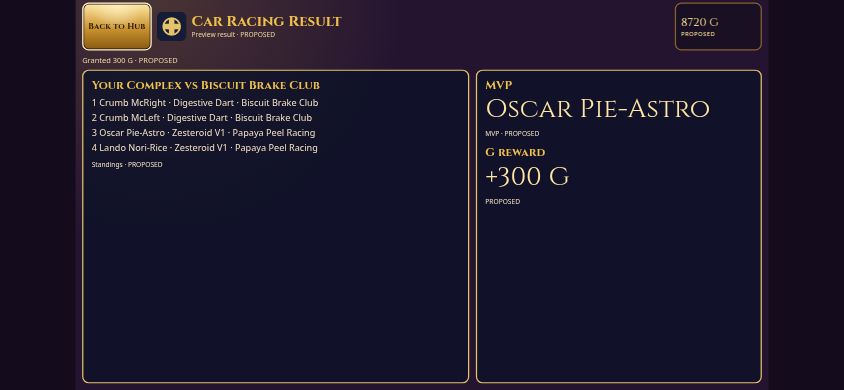 Back to Hub
Car Racing Result
Preview result · PROPOSED
8720 G
PROPOSED
Granted 300 G · PROPOSED
Your Complex vs Biscuit Brake Club
1 Crumb McRight · Digestive Dart · Biscuit Brake Club
2 Crumb McLeft · Digestive Dart · Biscuit Brake Club
3 Oscar Pie-Astro · Zesteroid V1 · Papaya Peel Racing
4 Lando Nori-Rice · Zesteroid V1 · Papaya Peel Racing
Standings · PROPOSED
MVP
Oscar Pie-Astro
MVP · PROPOSED
G reward
+300 G
PROPOSED